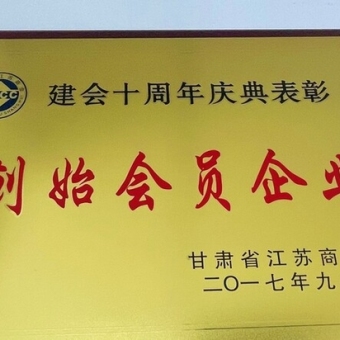 建会十周年庆典表彰
创始会员企业
甘肃省江苏商
二〇一七年九